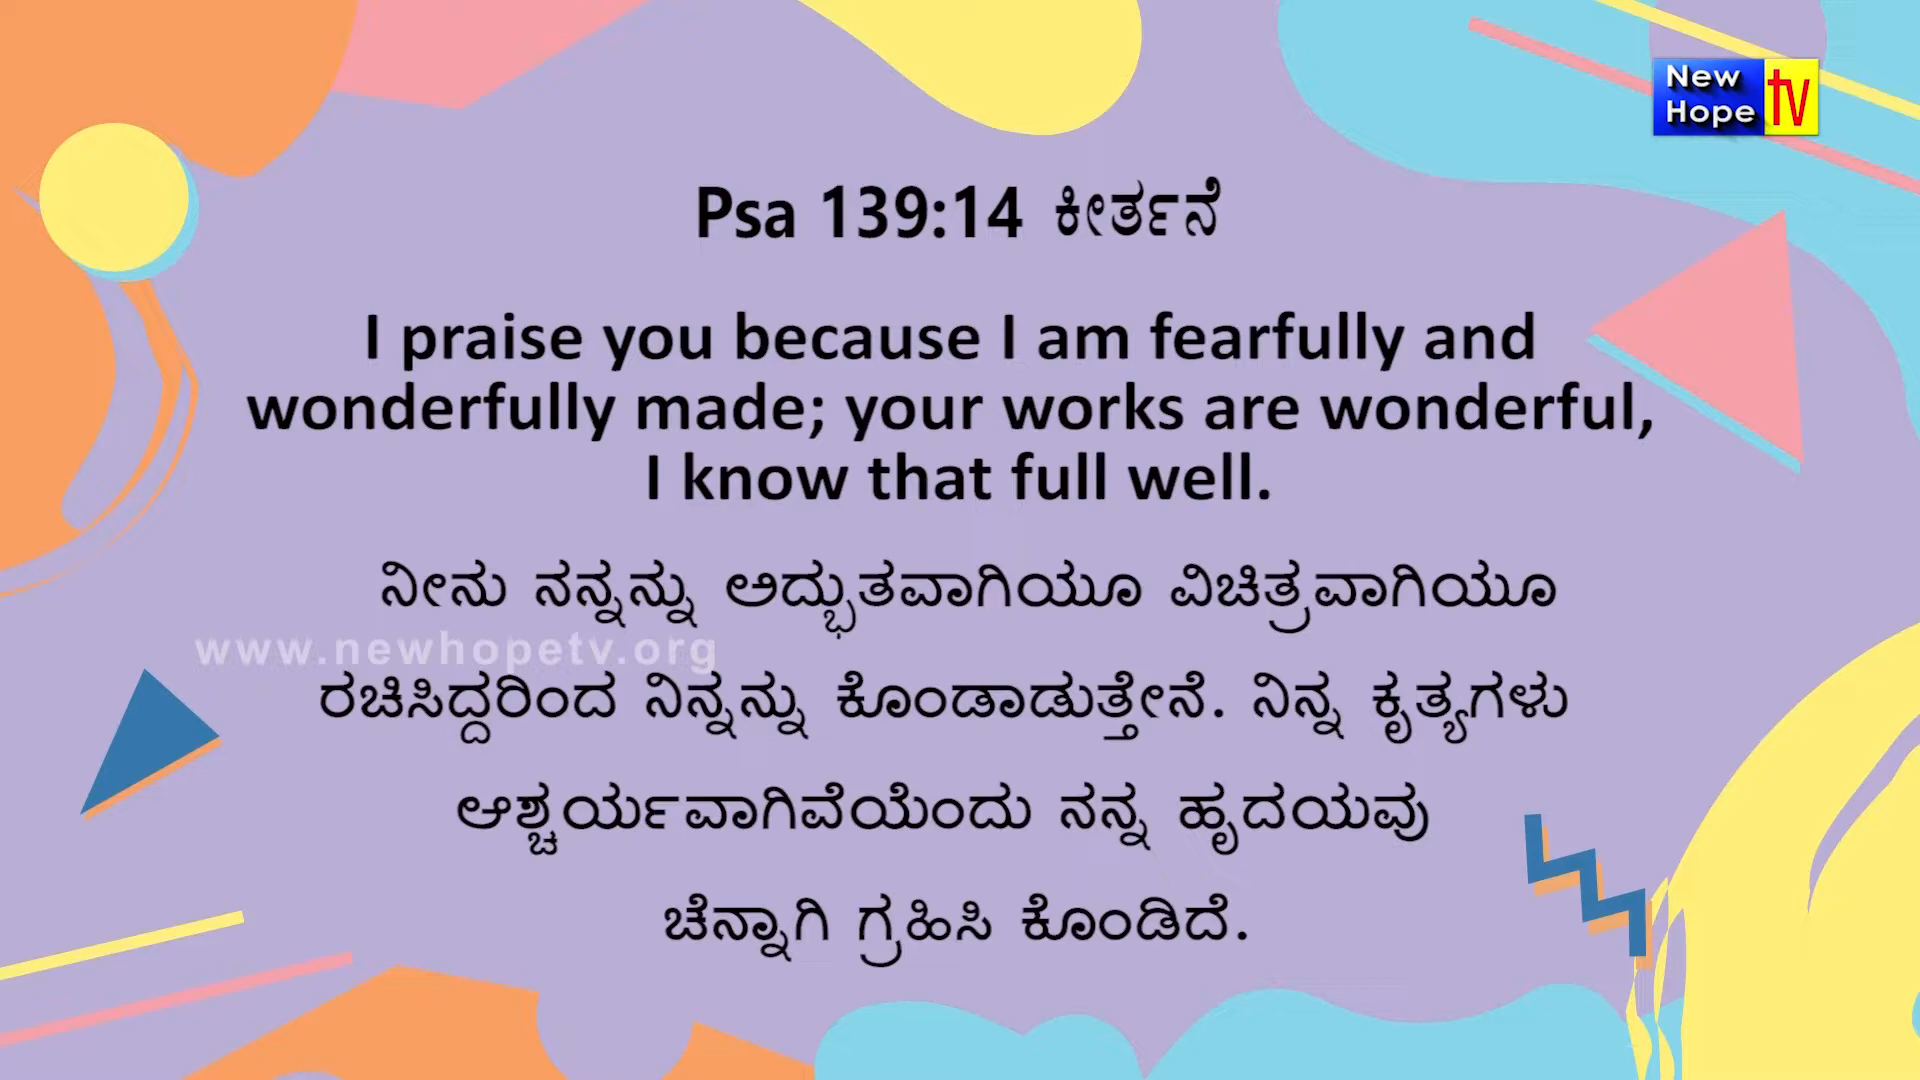 New
Hope TV
Psa 139:14 ಕೀರ್ತನೆ
I praise you because I am fearfully and
wonderfully made; your works are wonderful,
I know that full well.
ನೀನು ನನ್ನನ್ನು ಅದ್ಭುತವಾಗಿಯೂ ವಿಚಿತ್ರವಾಗಿಯೂ
www.newhopetv.org
ರಚಿಸಿದ್ದರಿಂದ ನಿನ್ನನ್ನು ಕೊಂಡಾಡುತ್ತೇನೆ. ನಿನ್ನ ಕೃತ್ಯಗಳು
ಆಶ್ಚರ್ಯವಾಗಿವೆಯೆಂದು ನನ್ನ ಹೃದಯವು
ಚೆನ್ನಾಗಿ ಗ್ರಹಿಸಿ ಕೊಂಡಿದೆ.